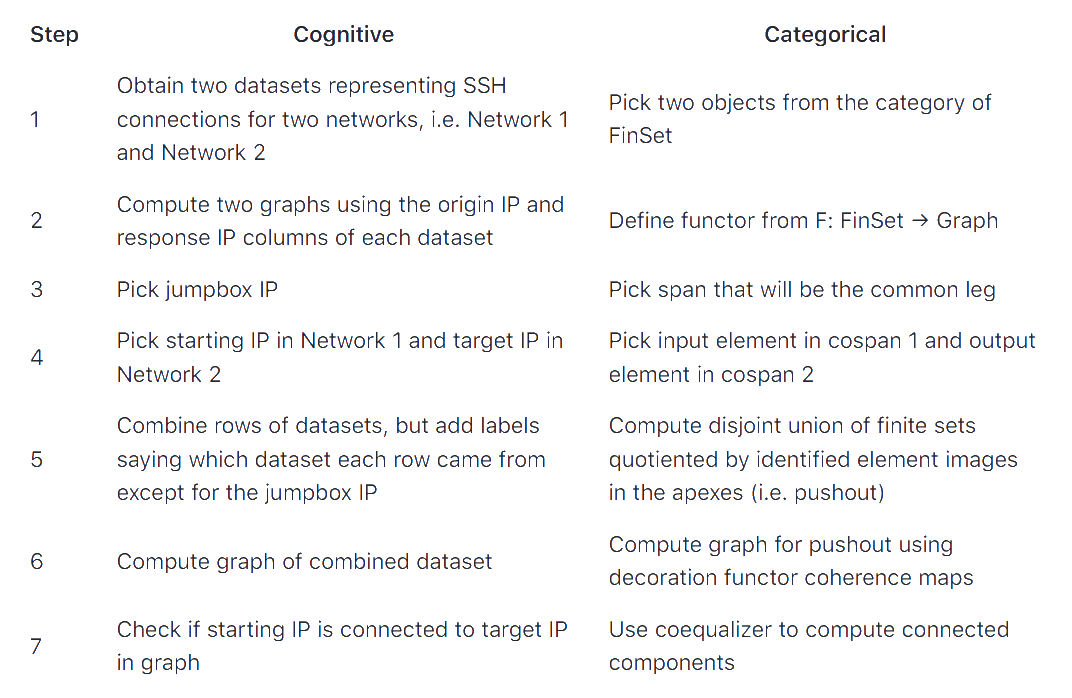 Step Cognitive Categorical
1 Obtain two datasets representing SSH connections for two networks, i.e. Network 1 and Network 2 Pick two objects from the category of FinSet
2 Compute two graphs using the origin IP and response IP columns of each dataset Define functor from F: FinSet → Graph
3 Pick jumpbox IP Pick span that will be the common leg
4 Pick starting IP in Network 1 and target IP in Network 2 Pick input element in cospan 1 and output element in cospan 2
5 Combine rows of datasets, but add labels saying which dataset each row came from except for the jumpbox IP Compute disjoint union of finite sets quotiented by identified element images in the apexes (i.e. pushout)
6 Compute graph of combined dataset Compute graph for pushout using decoration functor coherence maps
7 Check if starting IP is connected to target IP in graph Use coequalizer to compute connected components